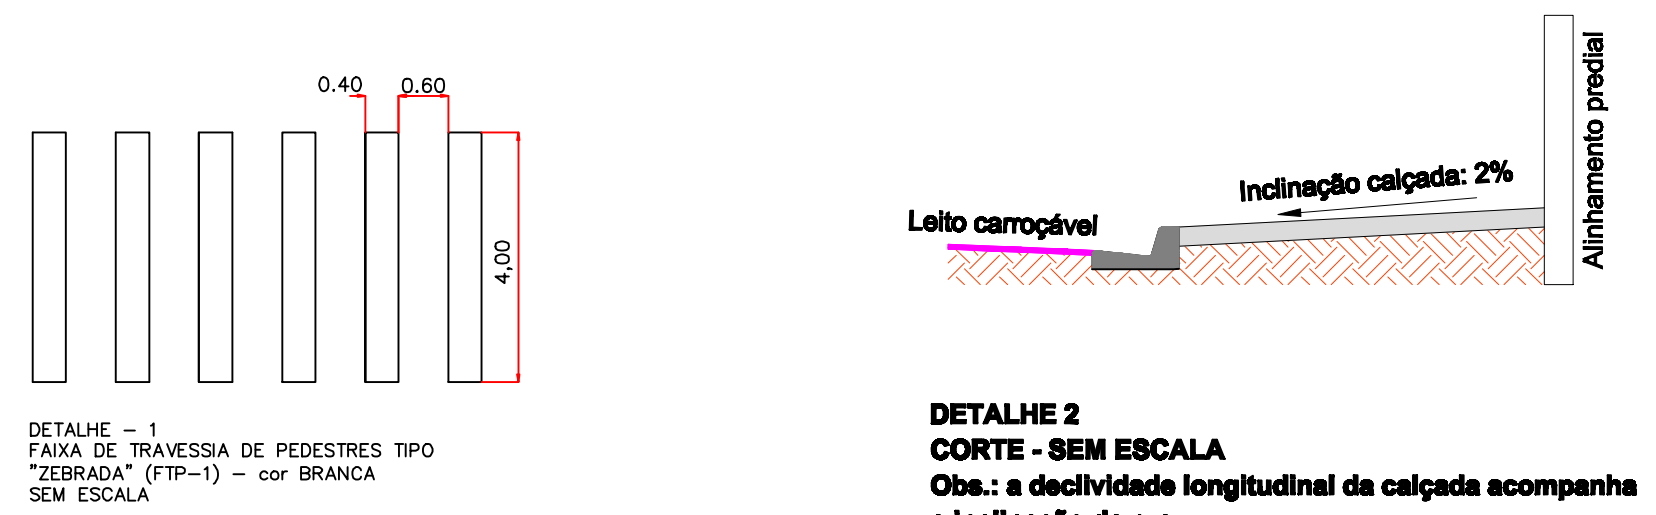 0.40
0.60
4,00
DETALHE - 1
FAIXA DE TRAVESSIA DE PEDESTRES TIPO
"ZEBRADA" (FTP-1) - cor BRANCA
SEM ESCALA
Alinhamento predial
Inclinação calçada: 2%
Leito carroçável
DETALHE 2
CORTE - SEM ESCALA
Obs.: a declividade longitudinal da calçada acompanha